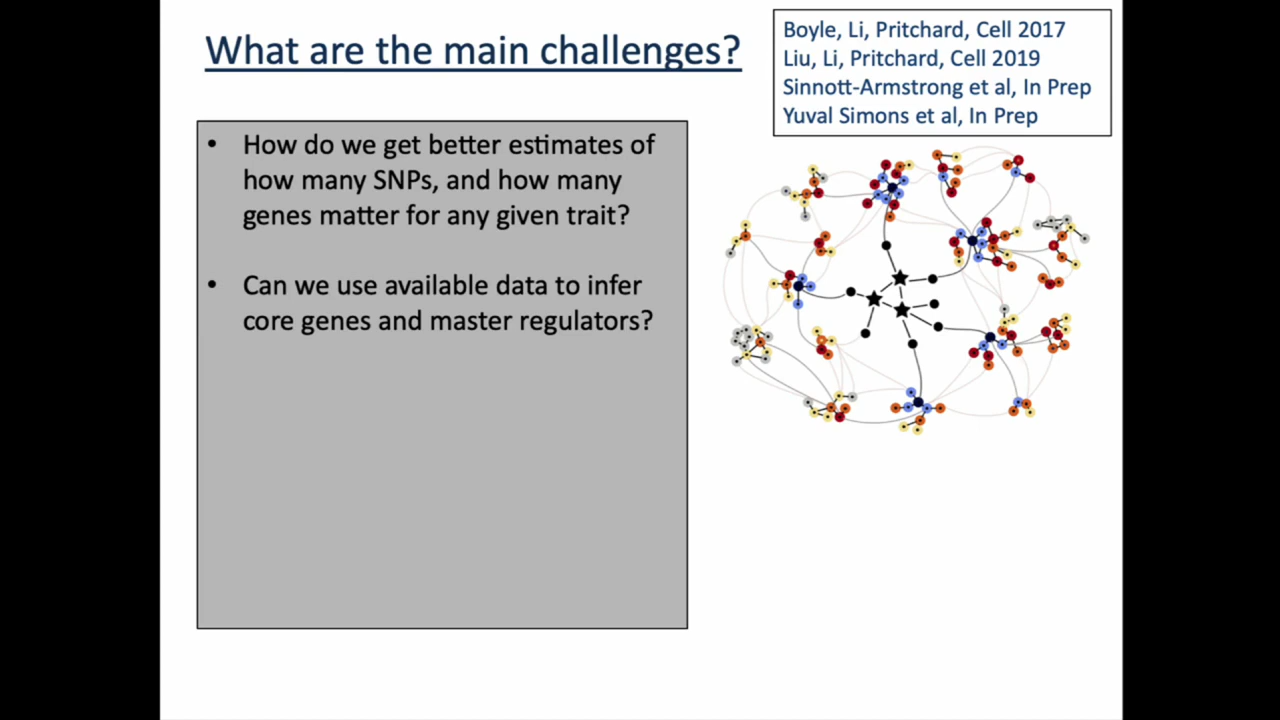 What are the main challenges?
Boyle, Li, Pritchard, Cell 2017
Liu, Li, Pritchard, Cell 2019
Sinnott-Armstrong et al, In Prep
Yuval Simons et al, In Prep
• How do we get better estimates of
how many SNPs, and how many
genes matter for any given trait?
• Can we use available data to infer
core genes and master regulators?